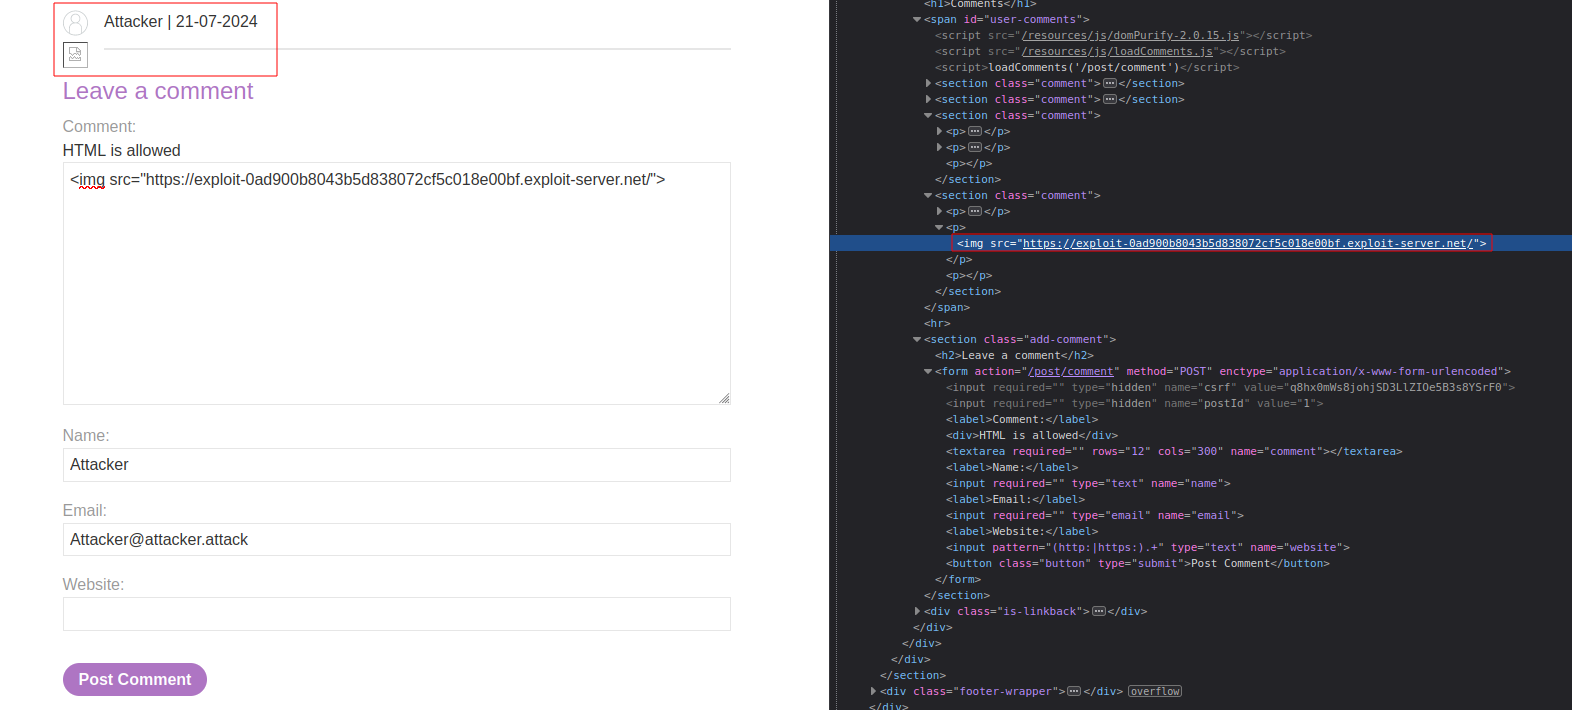 Attacker | 21-07-2024
Leave a comment
Comment:
HTML is allowed
<img src="https://exploit-0ad900b8043b5d838072cf5c018e00bf.exploit-server.net/">
Name:
Attacker
Email:
Attacker@attacker.attack
Website:
Post Comment
<h1>Comments</h1>
<span id="user-comments">
<script src="/resources/js/domPurify-2.0.15.js"></script>
<script src="/resources/js/loadComments.js"></script>
<script>loadComments('/post/comment')</script>
<section class="comment">⋯</section>
<section class="comment">⋯</section>
<section class="comment">
<p>⋯</p>
<p>⋯</p>
<p></p>
</section>
<section class="comment">
<p>⋯</p>
<p>
<img src="https://exploit-0ad900b8043b5d838072cf5c018e00bf.exploit-server.net/">
</p>
<p></p>
</section>
</span>
<hr>
<section class="add-comment">
<h2>Leave a comment</h2>
<form action="/post/comment" method="POST" enctype="application/x-www-form-urlencoded">
<input required="" type="hidden" name="csrf" value="q8hx0mWs8johjSD3LlZIOe5B3s8YSrF0">
<input required="" type="hidden" name="postId" value="1">
<label>Comment:</label>
<div>HTML is allowed</div>
<textarea required="" rows="12" cols="300" name="comment"></textarea>
<label>Name:</label>
<input required="" type="text" name="name">
<label>Email:</label>
<input required="" type="email" name="email">
<label>Website:</label>
<input pattern="(http:|https:).+" type="text" name="website">
<button class="button" type="submit">Post Comment</button>
</form>
</section>
<div class="is-linkback">⋯</div>
</div>
</div>
</div>
</section>
<div class="footer-wrapper">⋯</div> overflow
</div>